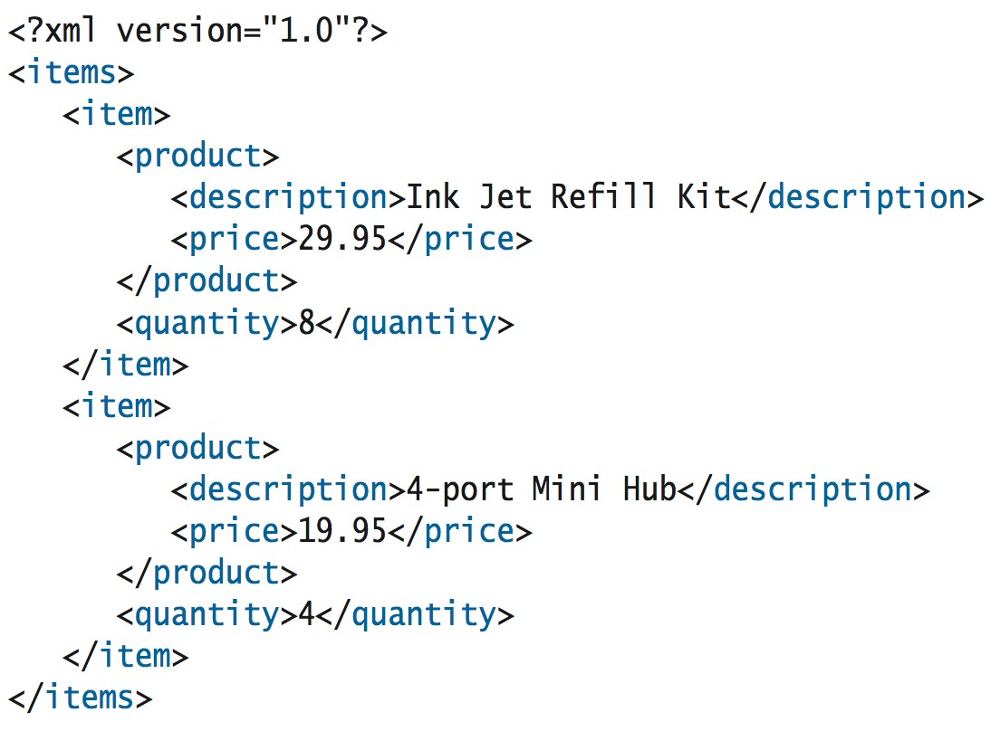 <?xml version="1.0"?>
<items>
   <item>
      <product>
         <description>Ink Jet Refill Kit</description>
         <price>29.95</price>
      </product>
      <quantity>8</quantity>
   </item>
   <item>
      <product>
         <description>4-port Mini Hub</description>
         <price>19.95</price>
      </product>
      <quantity>4</quantity>
   </item>
</items>